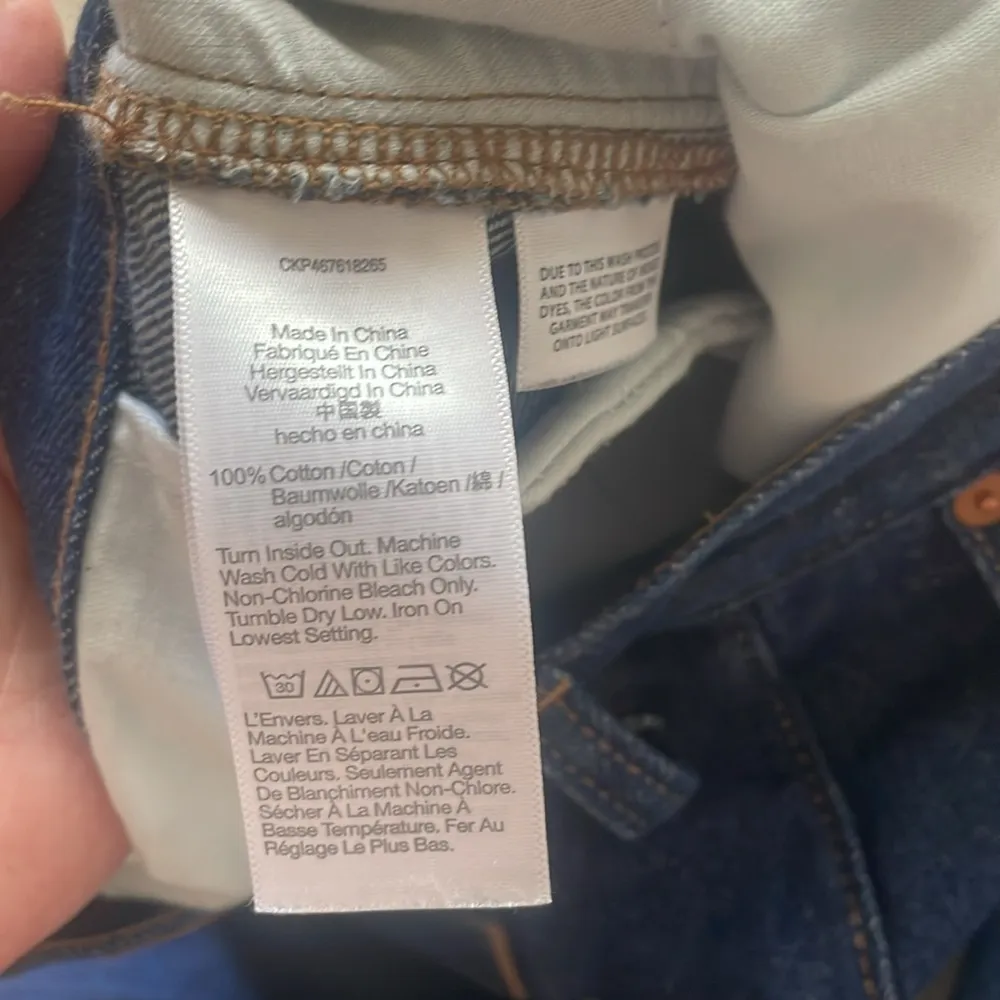 CKP467618265
Made In China
Fabriqué En Chine
Hergestellt In China
Vervaardigd In China
中国製
hecho en china
100% Cotton /Coton /
Baumwolle /Katoen /綿 /
algodón
Turn Inside Out. Machine
Wash Cold With Like Colors.
Non-Chlorine Bleach Only.
Tumble Dry Low. Iron On
Lowest Setting.
30
L'Envers. Laver À La
Machine À L'eau Froide.
Laver En Séparant Les
Couleurs. Seulement Agent
De Blanchiment Non-Chlore.
Sécher À La Machine À
Basse Température. Fer Au
Réglage Le Plus Bas.
DUE TO THIS WASH
AND THE NATURE OF
DYES, THE COLOR FROM
GARMENT MAY TRANSFER
ONTO LIGHT SURFACES